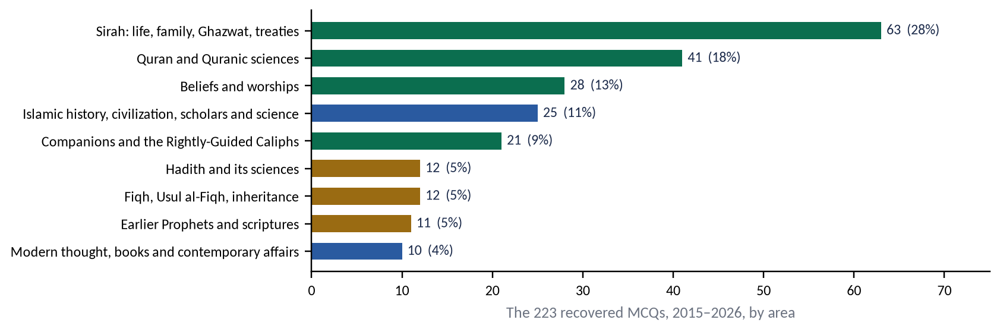 Sirah: life, family, Ghazwat, treaties 63 (28%)
Quran and Quranic sciences 41 (18%)
Beliefs and worships 28 (13%)
Islamic history, civilization, scholars and science 25 (11%)
Companions and the Rightly-Guided Caliphs 21 (9%)
Hadith and its sciences 12 (5%)
Fiqh, Usul al-Fiqh, inheritance 12 (5%)
Earlier Prophets and scriptures 11 (5%)
Modern thought, books and contemporary affairs 10 (4%)
0 10 20 30 40 50 60 70
The 223 recovered MCQs, 2015–2026, by area